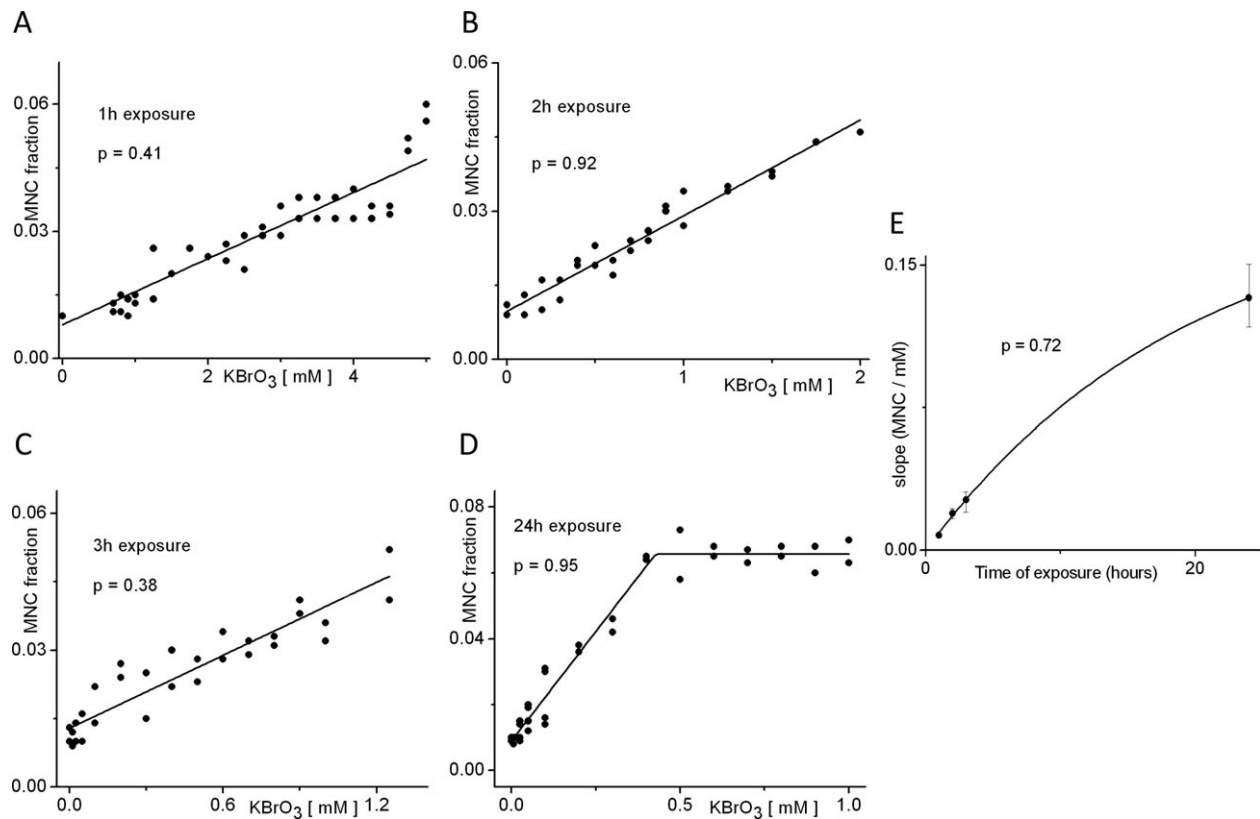 A
0.06
0.03
0.00
MNC fraction
1h exposure
p = 0.41
0
2
4
KBrO3 [ mM ]
B
0.06
0.03
0.00
MNC fraction
2h exposure
p = 0.92
0
1
2
KBrO3 [ mM ]
C
0.06
0.03
0.00
MNC fraction
3h exposure
p = 0.38
0.0
0.6
1.2
KBrO3 [ mM ]
D
0.08
0.04
0.00
MNC fraction
24h exposure
p = 0.95
0.0
0.5
1.0
KBrO3 [ mM ]
E
0.15
0.00
slope (MNC / mM)
p = 0.72
0
20
Time of exposure (hours)